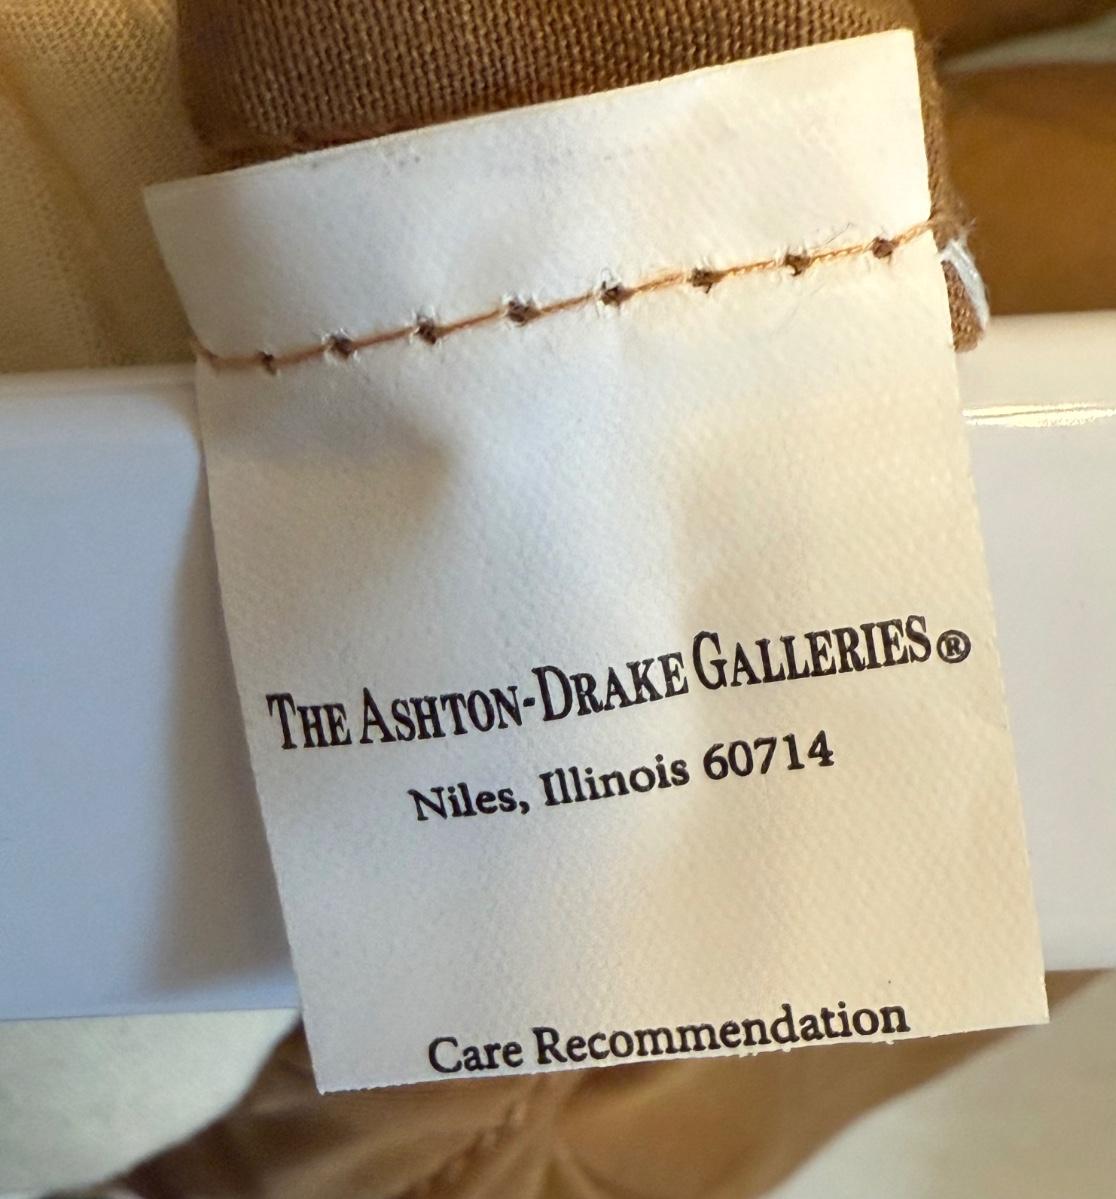 THE ASHTON-DRAKE GALLERIES®
Niles, Illinois 60714
Care Recommendation